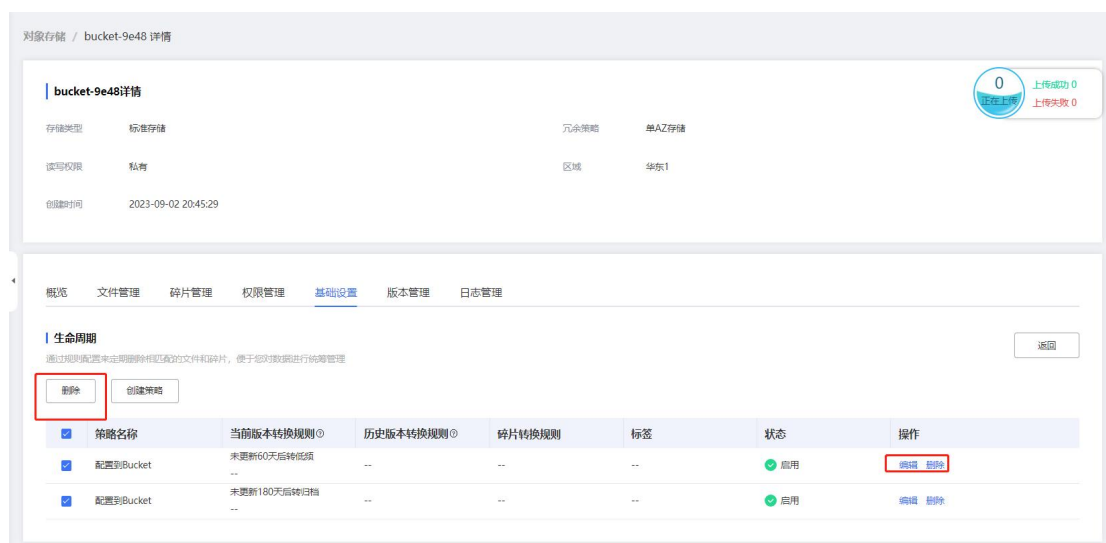 对象存储 / bucket-9e48 详情
bucket-9e48详情
0
正在上传
上传成功 0
上传失败 0
存储类型 标准存储 冗余策略 单AZ存储
读写权限 私有 区域 华东1
创建时间 2023-09-02 20:45:29
概览 文件管理 碎片管理 权限管理 基础设置 版本管理 日志管理
生命周期
返回
通过规则配置来定期删除相匹配的文件和碎片，便于您对数据进行统筹管理
删除 创建策略
策略名称 当前版本转换规则 历史版本转换规则 碎片转换规则 标签 状态 操作
配置到Bucket 未更新60天后转低频 -- -- -- 启用 编辑 删除
--
配置到Bucket 未更新180天后转归档 -- -- -- 启用 编辑 删除
--